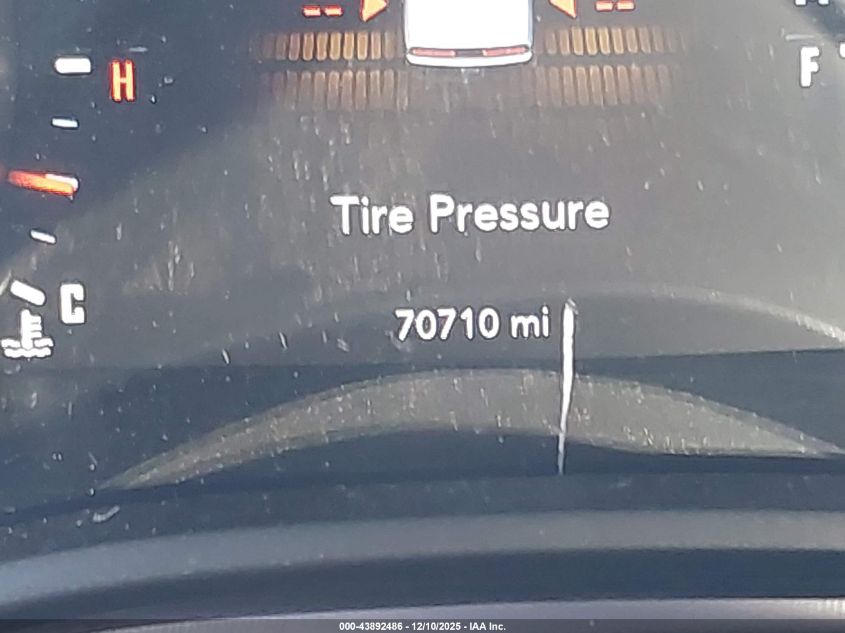 -- --
H
F
Tire Pressure
C
70710 mi
000-43892486 - 12/10/2025 - IAA Inc.